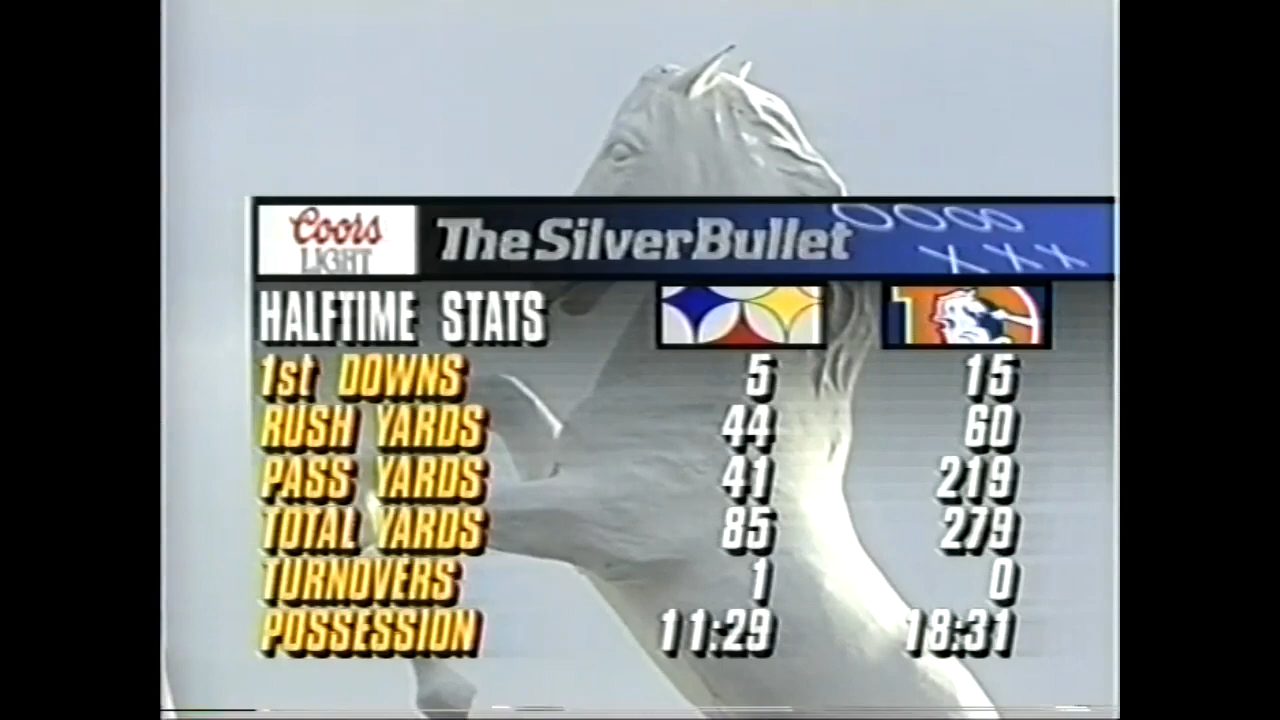 Coors
LIGHT
The Silver Bullet
HALFTIME STATS
1st DOWNS 5 15
RUSH YARDS 44 60
PASS YARDS 41 219
TOTAL YARDS 85 279
TURNOVERS 1 0
POSSESSION 11:29 18:31